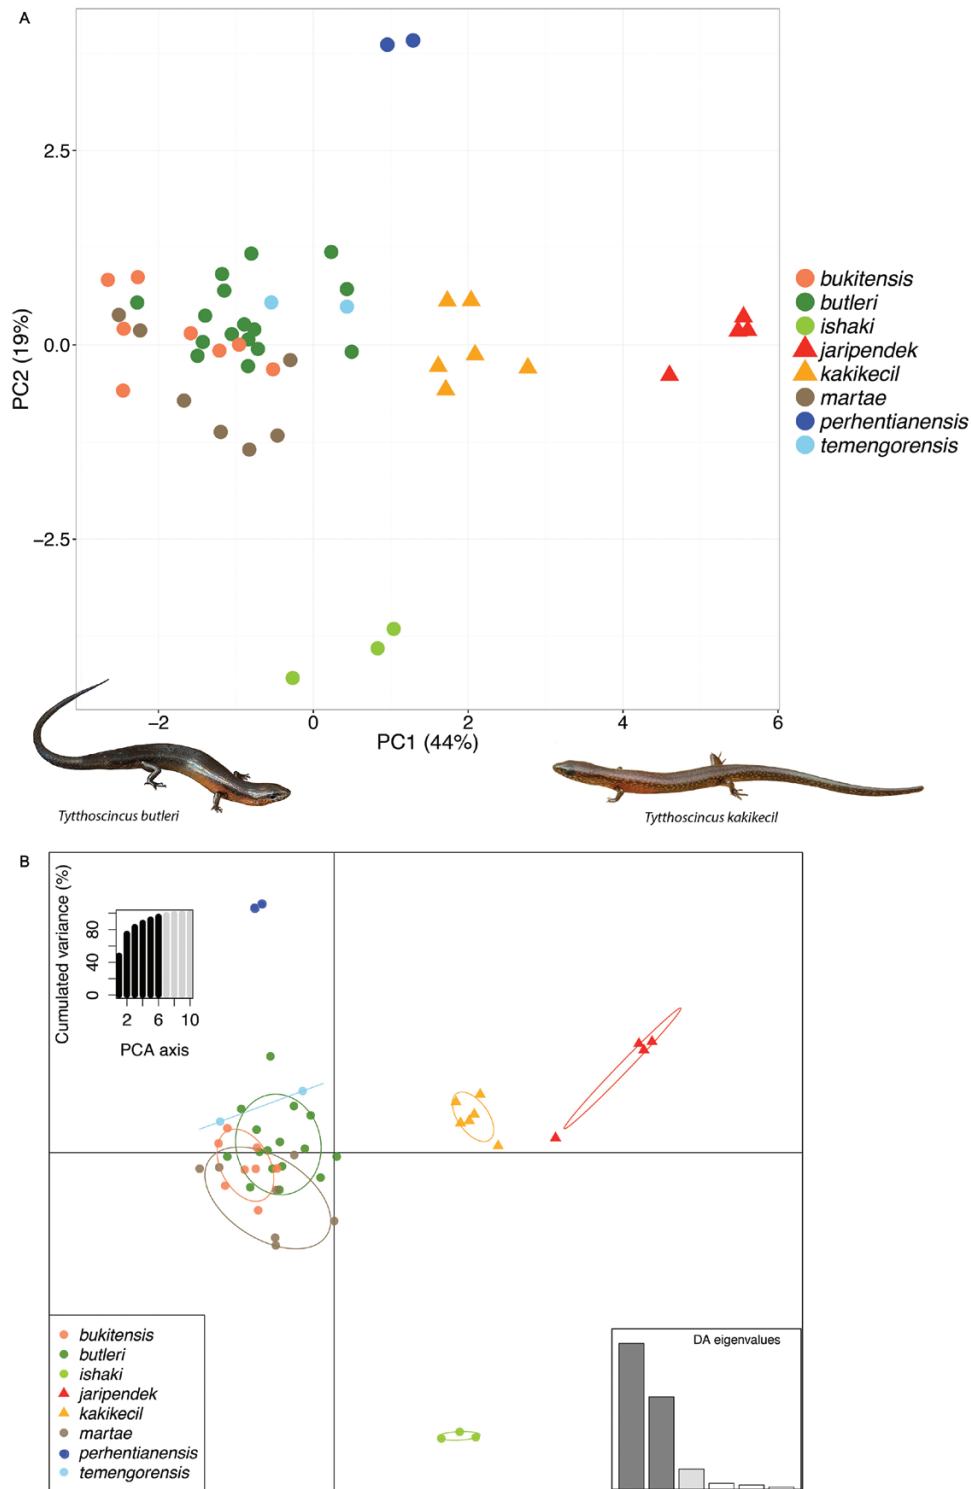 A
PC2 (19%)
2.5
0.0
−2.5
−2
0
2
4
6
PC1 (44%)
bukitensis
butleri
ishaki
jaripendek
kakikecil
martae
perhentianensis
temengorensis
Tytthoscincus butleri
Tytthoscincus kakikecil
B
Cumulated variance (%)
80
40
0
2
6
10
PCA axis
bukitensis
butleri
ishaki
jaripendek
kakikecil
martae
perhentianensis
temengorensis
DA eigenvalues